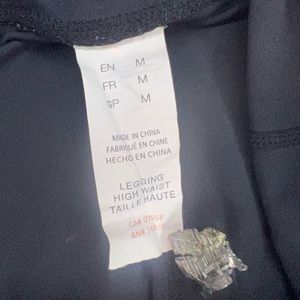 EN M
FR M
SP M
MADE IN CHINA
FABRIQUÉ EN CHINE
HECHO EN CHINA
LEGGING
HIGH WAIST
TAILLE HAUTE